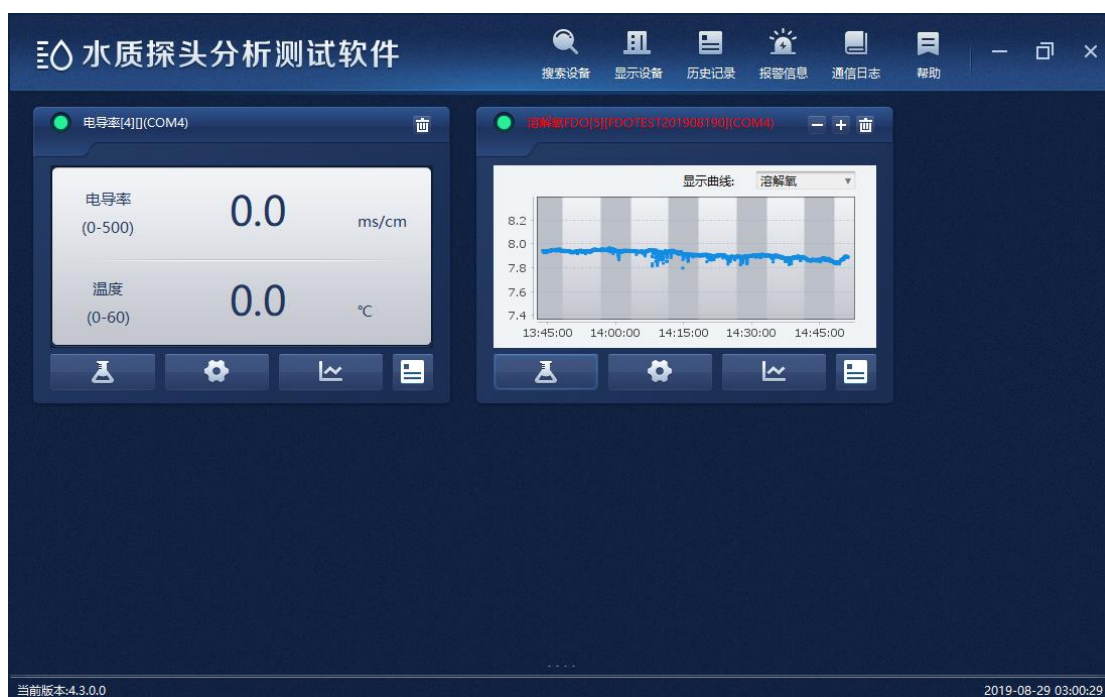 水质探头分析测试软件
搜索设备 显示设备 历史记录 报警信息 通信日志 帮助
电导率[4][](COM4)
电导率
(0-500)
0.0
ms/cm
温度
(0-60)
0.0
℃
溶解氧FDO[5][FDOTEST201908190](COM4)
显示曲线: 溶解氧
8.2
8.0
7.8
7.6
7.4
13:45:00 14:00:00 14:15:00 14:30:00 14:45:00
当前版本:4.3.0.0
2019-08-29 03:00:29